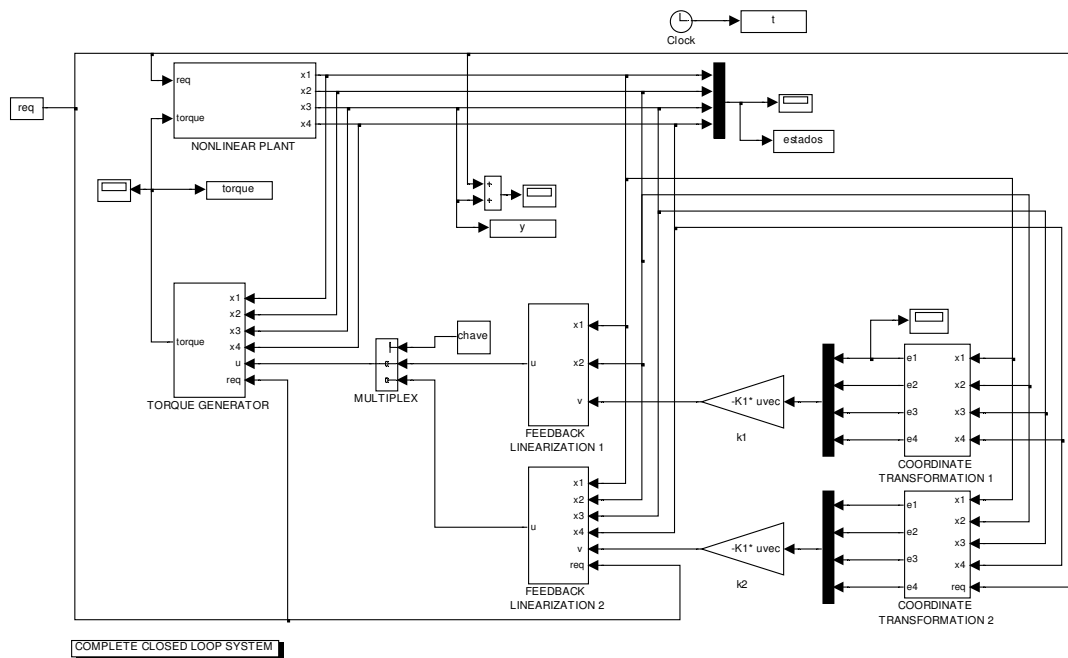 t
Clock
req
req
torque
x1
x2
x3
x4
NONLINEAR PLANT
estados
torque
+
+
y
x1
x2
x3
x4
u
req
torque
TORQUE GENERATOR
chave
MULTIPLEX
x1
x2
v
u
FEEDBACK
LINEARIZATION 1
-K1* uvec
k1
e1
e2
e3
e4
x1
x2
x3
x4
COORDINATE
TRANSFORMATION 1
x1
x2
x3
x4
v
req
u
FEEDBACK
LINEARIZATION 2
-K1* uvec
k2
e1
e2
e3
e4
x1
x2
x3
x4
req
COORDINATE
TRANSFORMATION 2
COMPLETE CLOSED LOOP SYSTEM